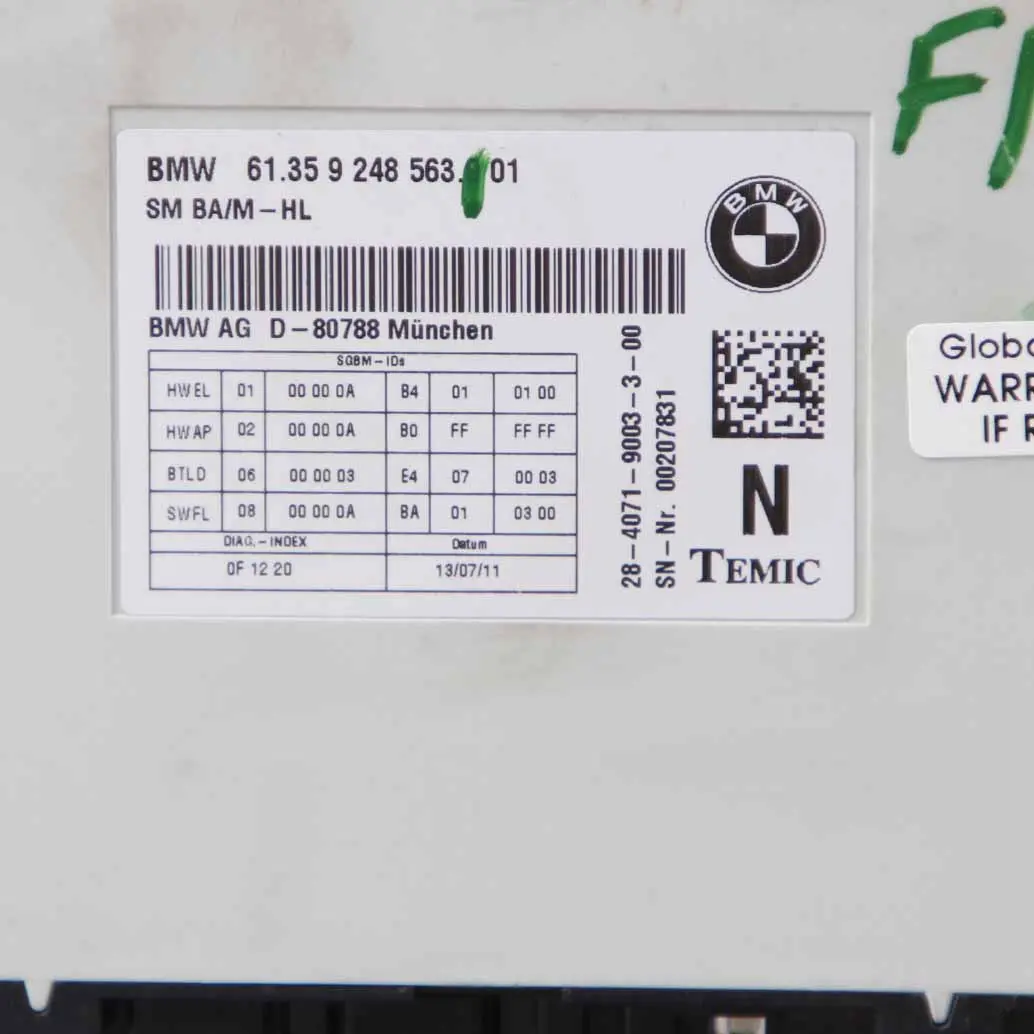 BMW 61.35 9 248 563. 01
SM BA/M-HL
BMW
BMW AG D-80788 München
SGBM-IDs
HWEL 01 00 00 0A B4 01 01 00
HWAP 02 00 00 0A B0 FF FF FF
BTLD 06 00 00 03 E4 07 00 03
SWFL 08 00 00 0A BA 01 03 00
DIAG.-INDEX Datum
0F 12 20 13/07/11
28-4071-9003-3-00
SN-Nr. 00207831
N
TEMIC
IF